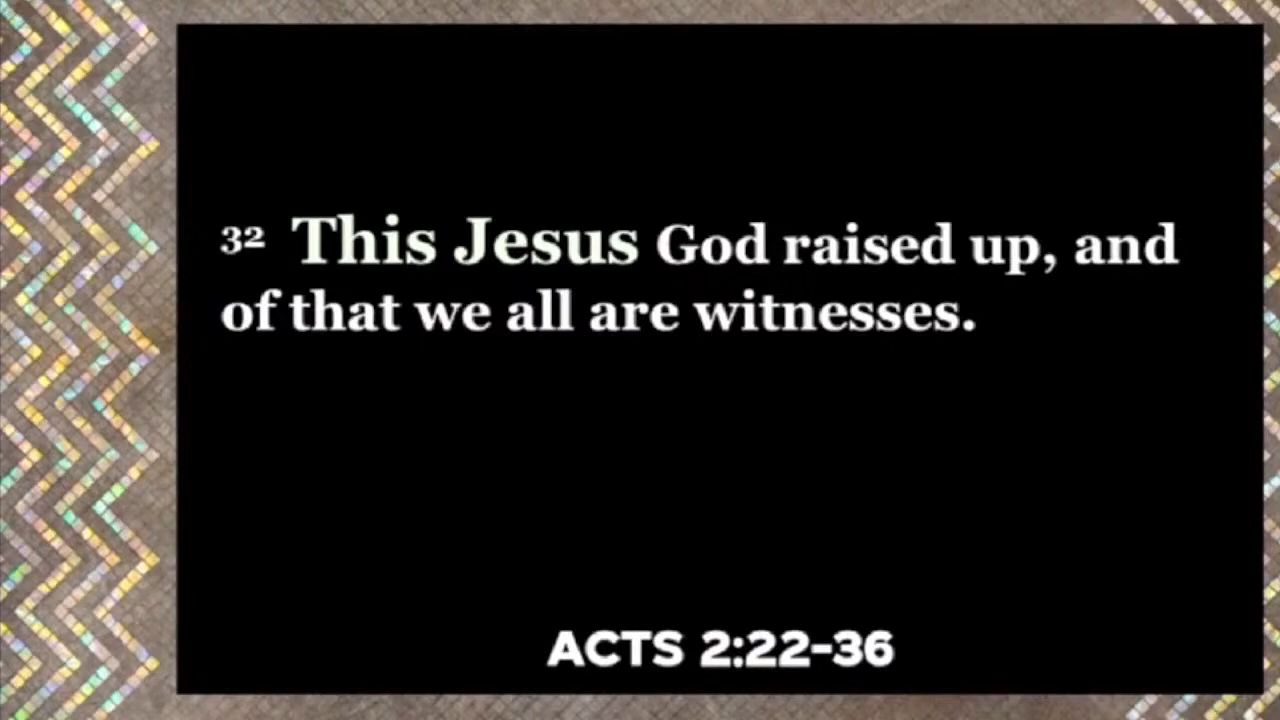 32 This Jesus God raised up, and
of that we all are witnesses.
ACTS 2:22-36